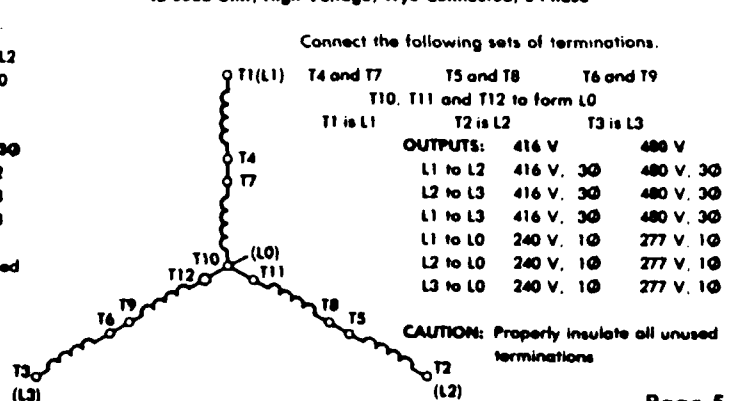 Connect the following sets of terminations.
T4 and T7 T5 and T8 T6 and T9
T10, T11 and T12 to form L0
T1 is L1 T2 is L2 T3 is L3
OUTPUTS: 416 V 480 V
L1 to L2 416 V, 3Ø 480 V, 3Ø
L2 to L3 416 V, 3Ø 480 V, 3Ø
L1 to L3 416 V, 3Ø 480 V, 3Ø
L1 to L0 240 V, 1Ø 277 V, 1Ø
L2 to L0 240 V, 1Ø 277 V, 1Ø
L3 to L0 240 V, 1Ø 277 V, 1Ø
CAUTION: Properly insulate all unused
terminations
T1(L1)
T4
T7
T10 (L0)
T12 T11
T9 T8
T6 T5
T3 T2
(L3) (L2)
L2